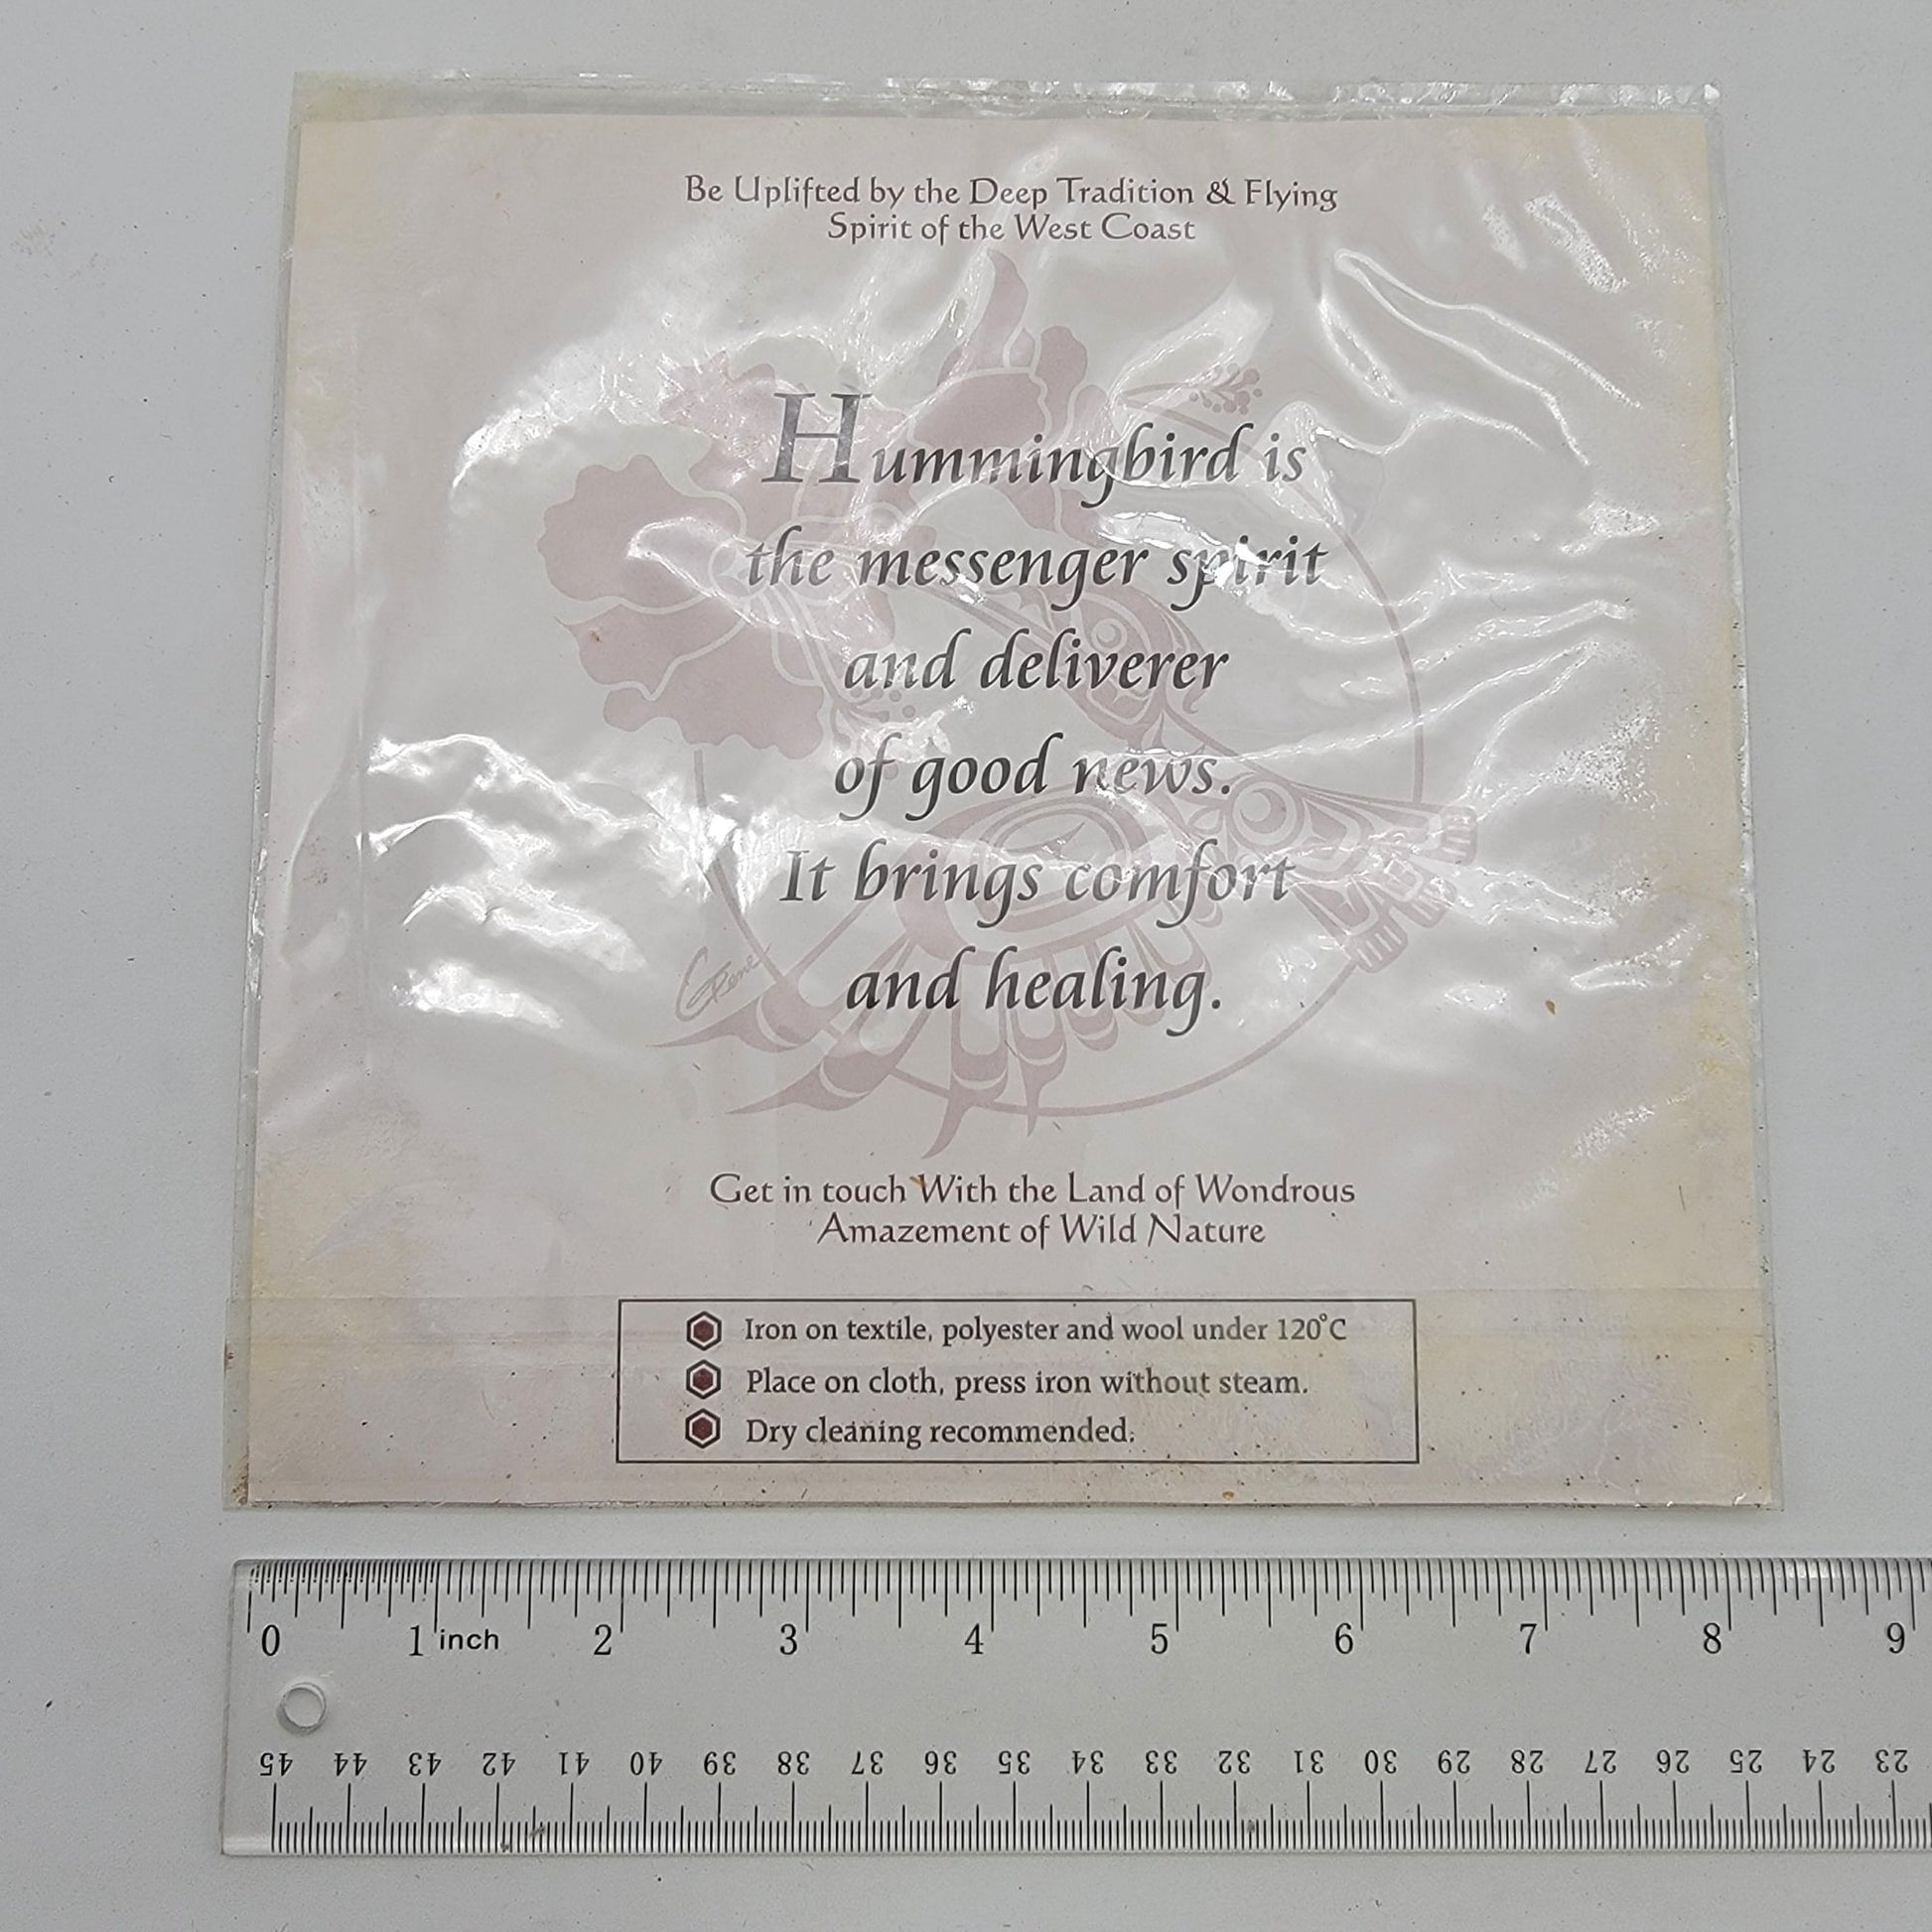 Be Uplifted by the Deep Tradition & Flying
Spirit of the West Coast
Hummingbird is
the messenger spirit
and deliverer
of good news.
It brings comfort
and healing.
Get in touch With the Land of Wondrous
Amazement of Wild Nature
Iron on textile, polyester and wool under 120°C
Place on cloth, press iron without steam.
Dry cleaning recommended.
0 1 inch 2 3 4 5 6 7 8 9
45 44 43 42 41 40 39 38 37 36 35 34 33 32 31 30 29 28 27 26 25 24 23